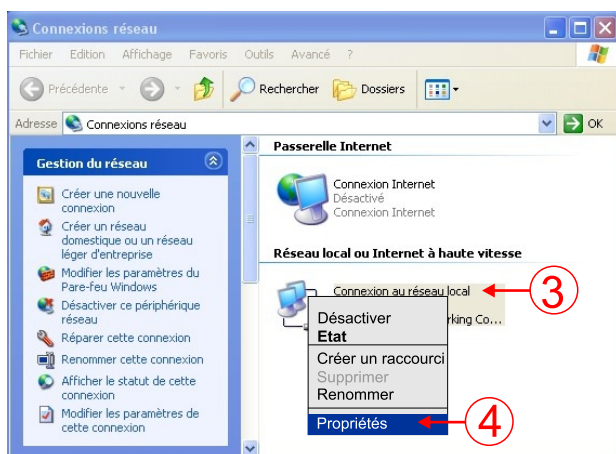 Connexions réseau
Fichier Edition Affichage Favoris Outils Avancé ?
Précédente Rechercher Dossiers
Adresse Connexions réseau OK
Gestion du réseau
Créer une nouvelle
connexion
Créer un réseau
domestique ou un réseau
léger d'entreprise
Modifier les paramètres du
Pare-feu Windows
Désactiver ce périphérique
réseau
Réparer cette connexion
Renommer cette connexion
Afficher le statut de cette
connexion
Modifier les paramètres de
cette connexion
Passerelle Internet
Connexion Internet
Désactivé
Connexion Internet
Réseau local ou Internet à haute vitesse
Connexion au réseau local
3
rking Co...
Désactiver
Etat
Créer un raccourci
Supprimer
Renommer
Propriétés
4